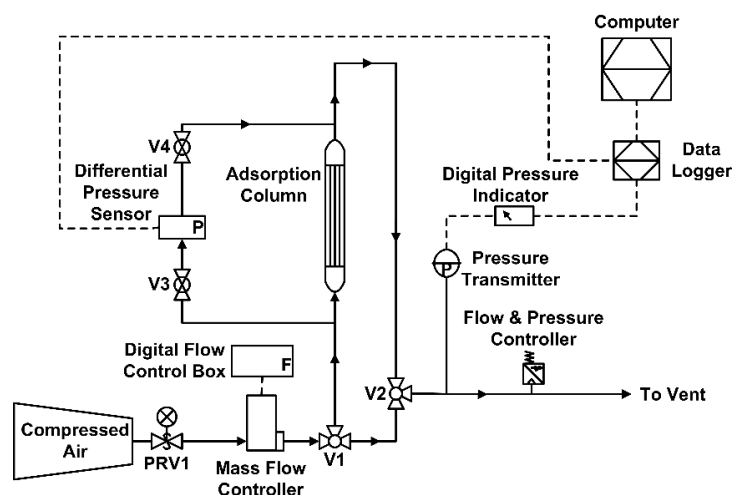 Computer
V4
Differential
Pressure
Sensor
P
Adsorption
Column
Data
Logger
Digital Pressure
Indicator
P
Pressure
Transmitter
V3
Flow & Pressure
Controller
Digital Flow
Control Box
F
V2
To Vent
Compressed
Air
PRV1
Mass Flow
Controller
V1